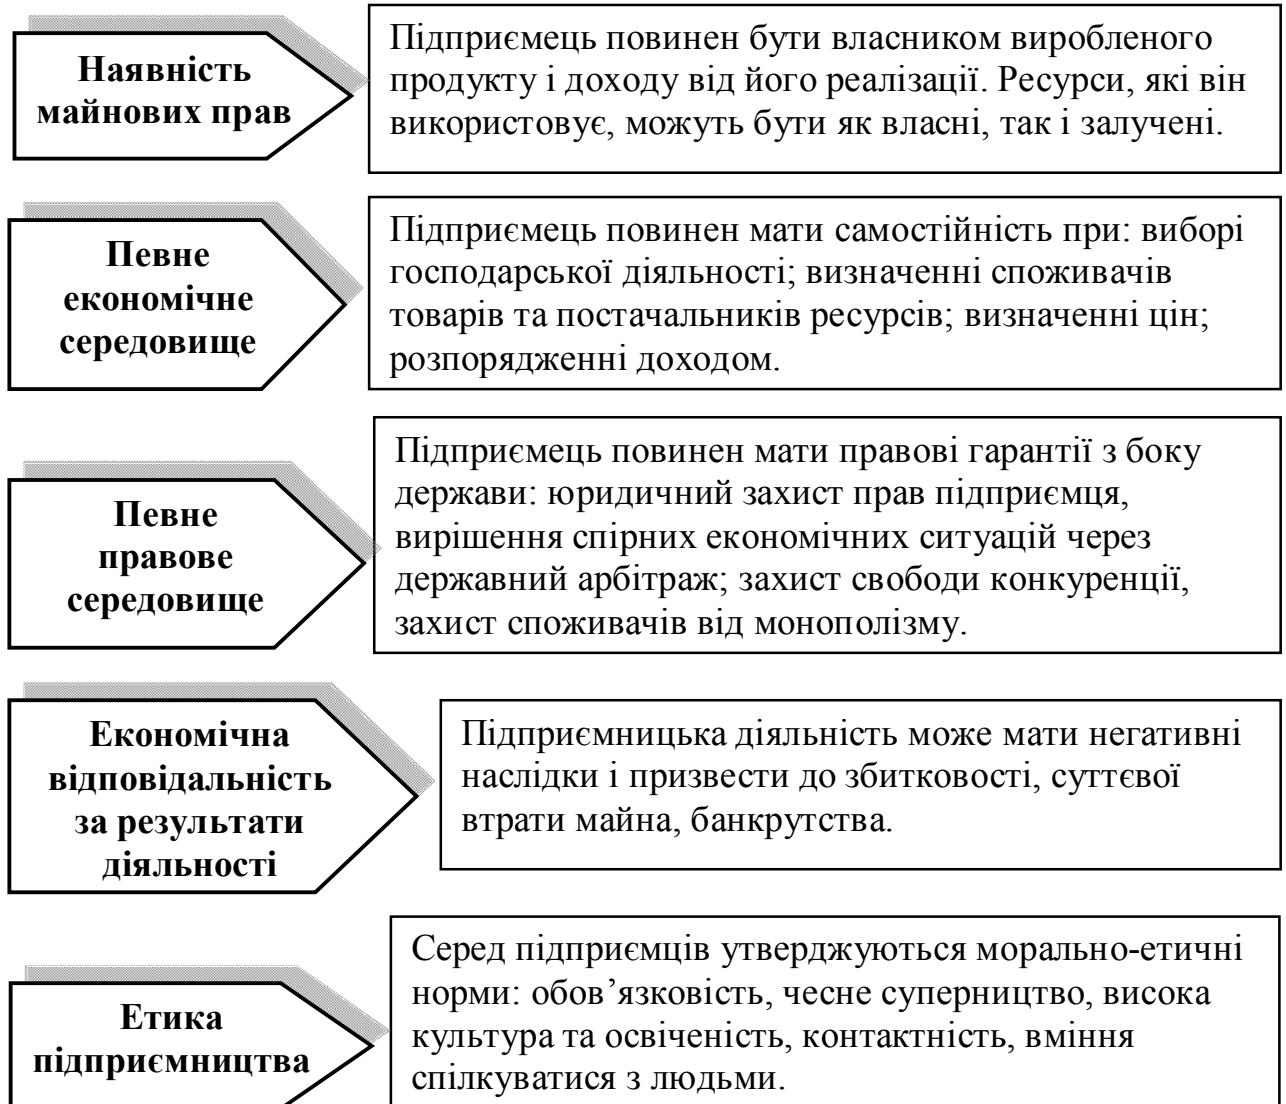 Наявність
майнових прав
Підприємець повинен бути власником виробленого
продукту і доходу від його реалізації. Ресурси, які він
використовує, можуть бути як власні, так і залучені.
Певне
економічне
середовище
Підприємець повинен мати самостійність при: виборі
господарської діяльності; визначенні споживачів
товарів та постачальників ресурсів; визначенні цін;
розпорядженні доходом.
Певне
правове
середовище
Підприємець повинен мати правові гарантії з боку
держави: юридичний захист прав підприємця,
вирішення спірних економічних ситуацій через
державний арбітраж; захист свободи конкуренції,
захист споживачів від монополізму.
Економічна
відповідальність
за результати
діяльності
Підприємницька діяльність може мати негативні
наслідки і призвести до збитковості, суттєвої
втрати майна, банкрутства.
Етика
підприємництва
Серед підприємців утверджуються морально-етичні
норми: обов’язковість, чесне суперництво, висока
культура та освіченість, контактність, вміння
спілкуватися з людьми.